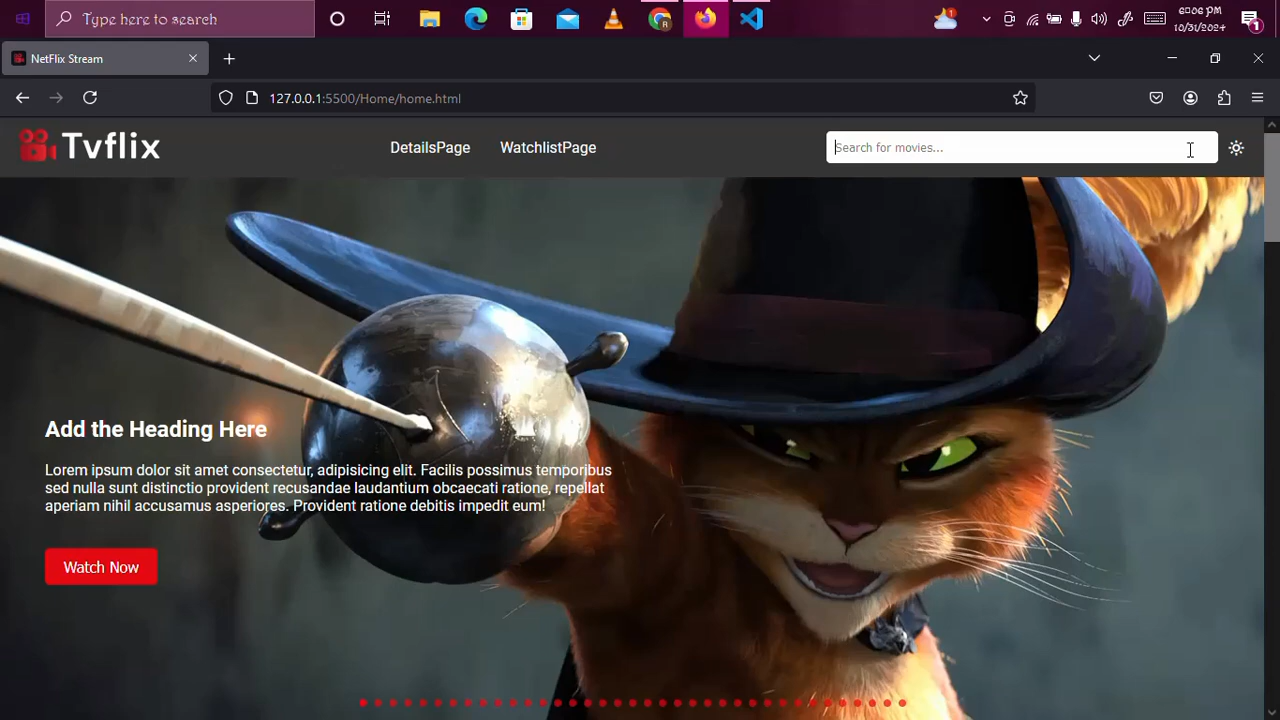 Type here to search
6:06 PM
10/31/2024
1
1
R
NetFlix Stream
127.0.0.1:5500/Home/home.html
Tvflix
DetailsPage
WatchlistPage
Search for movies...
Add the Heading Here
Lorem ipsum dolor sit amet consectetur, adipisicing elit. Facilis possimus temporibus
sed nulla sunt distinctio provident recusandae laudantium obcaecati ratione, repellat
aperiam nihil accusamus asperiores. Provident ratione debitis impedit eum!
Watch Now